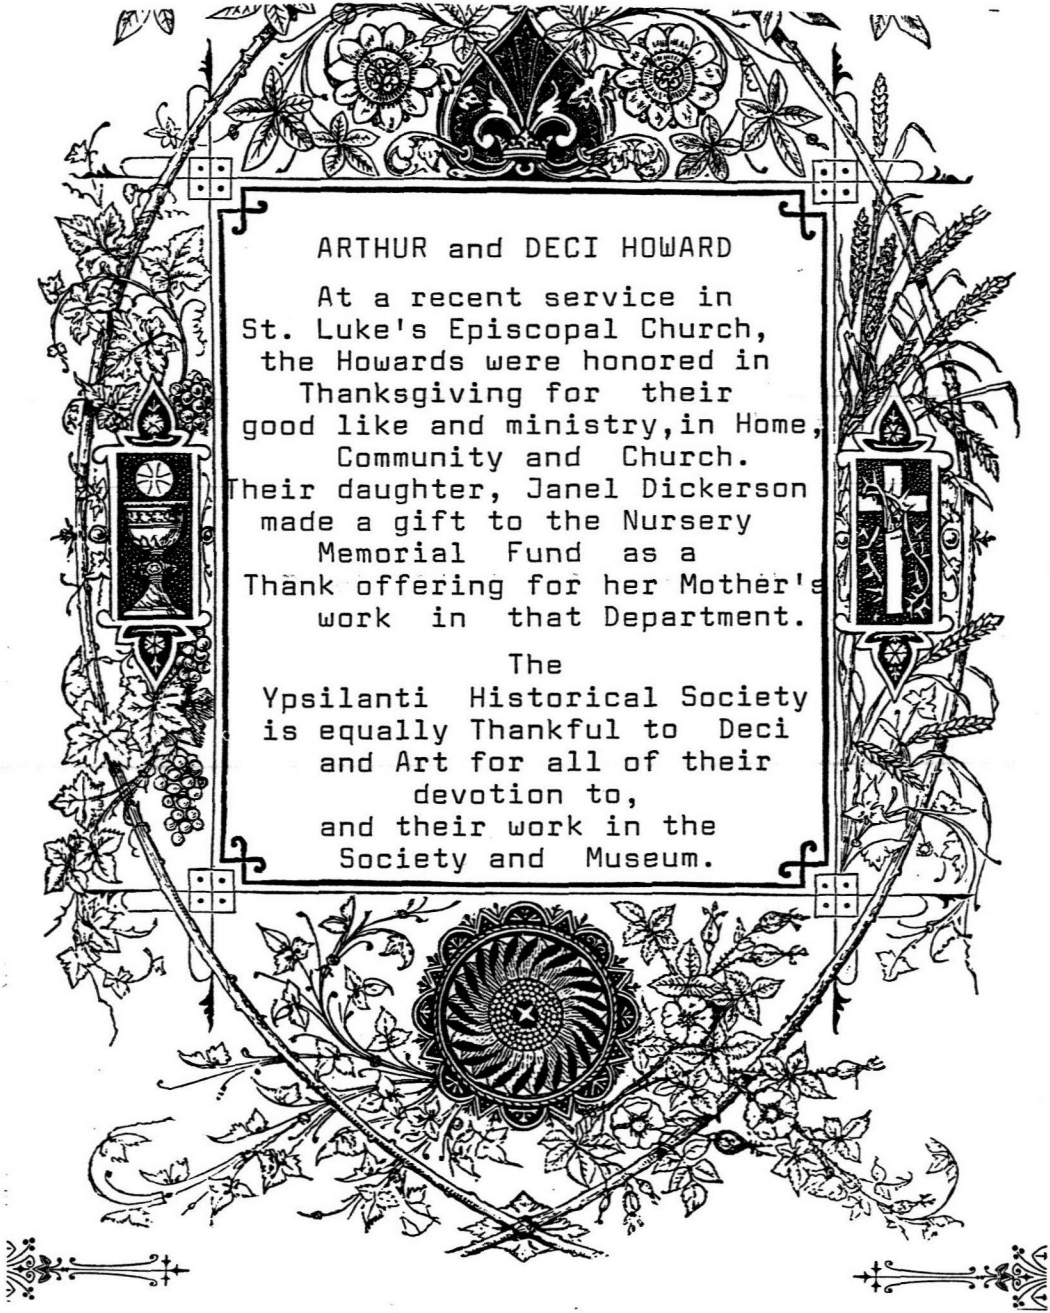 ARTHUR and DECI HOWARD
At a recent service in
St. Luke's Episcopal Church,
the Howards were honored in
Thanksgiving for their
good like and ministry,in Home,
Community and Church.
Their daughter, Janel Dickerson
made a gift to the Nursery
Memorial Fund as a
Thank offering for her Mother's
work in that Department.
The
Ypsilanti Historical Society
is equally Thankful to Deci
and Art for all of their
devotion to,
and their work in the
Society and Museum.